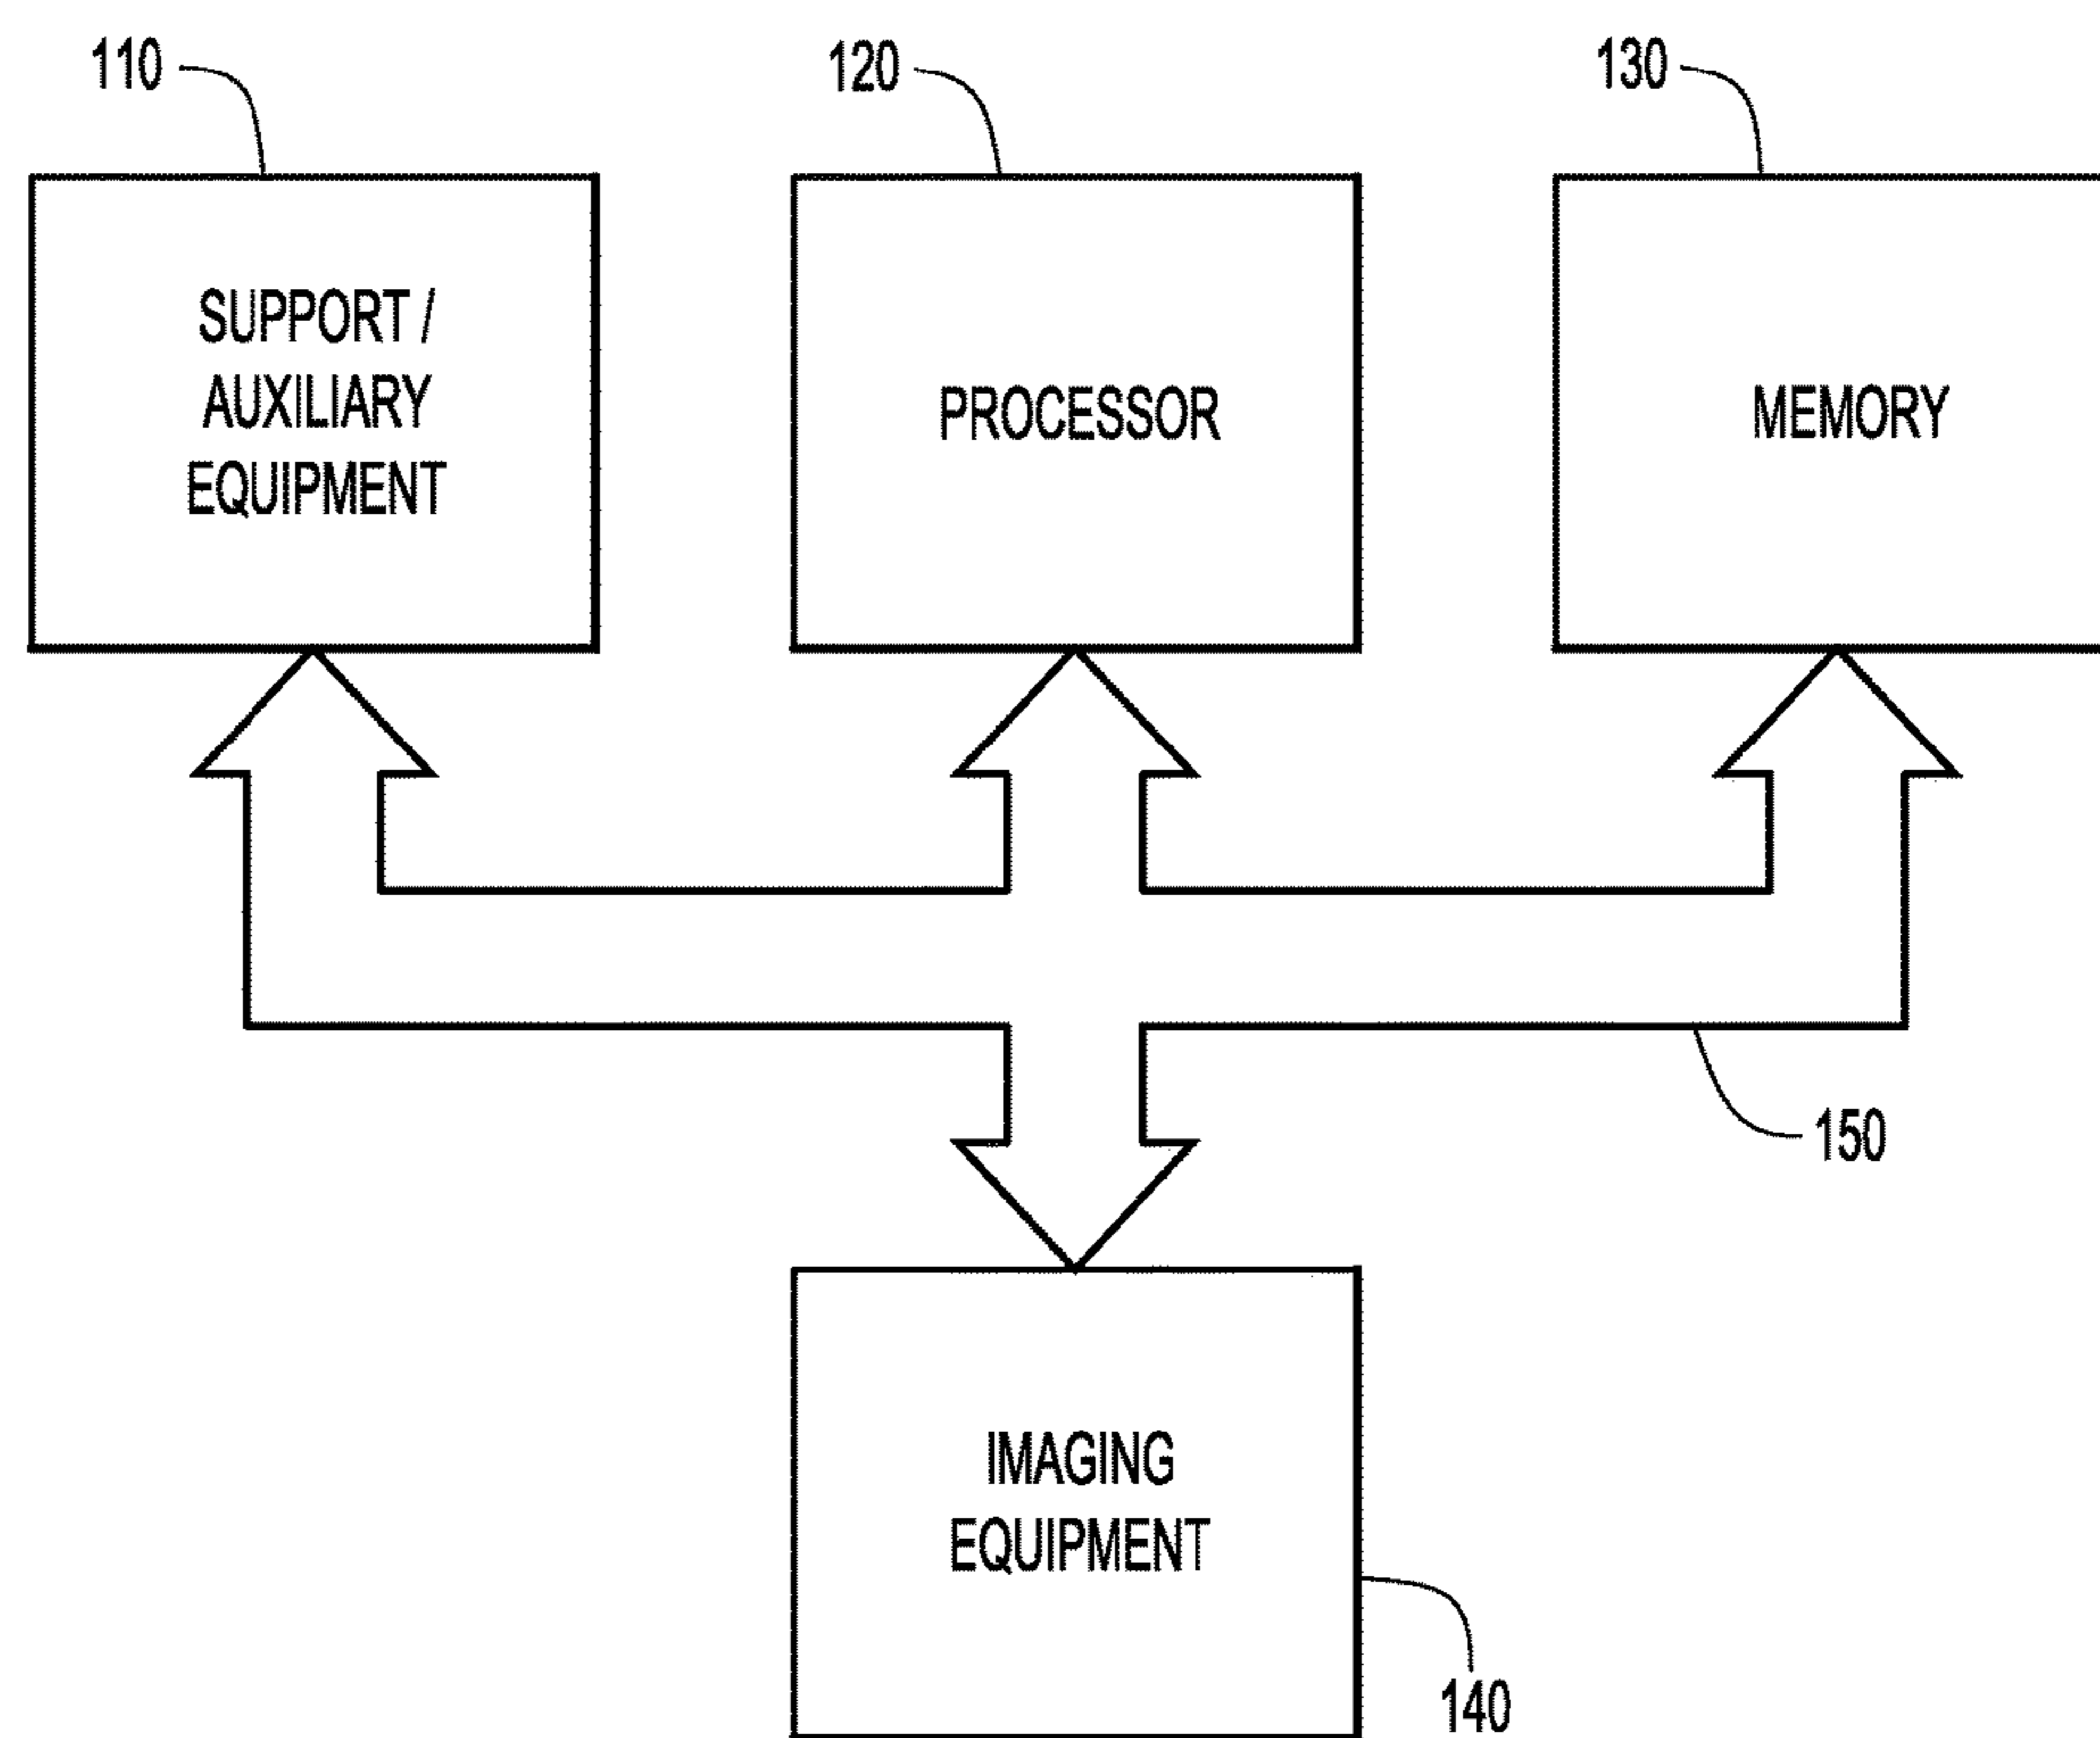 110
120
130
SUPPORT /
AUXILIARY
EQUIPMENT
PROCESSOR
MEMORY
150
IMAGING
EQUIPMENT
140